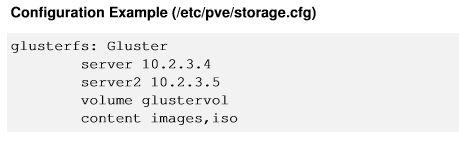 Configuration Example (/etc/pve/storage.cfg)
glusterfs: Gluster
        server 10.2.3.4
        server2 10.2.3.5
        volume glustervol
        content images,iso